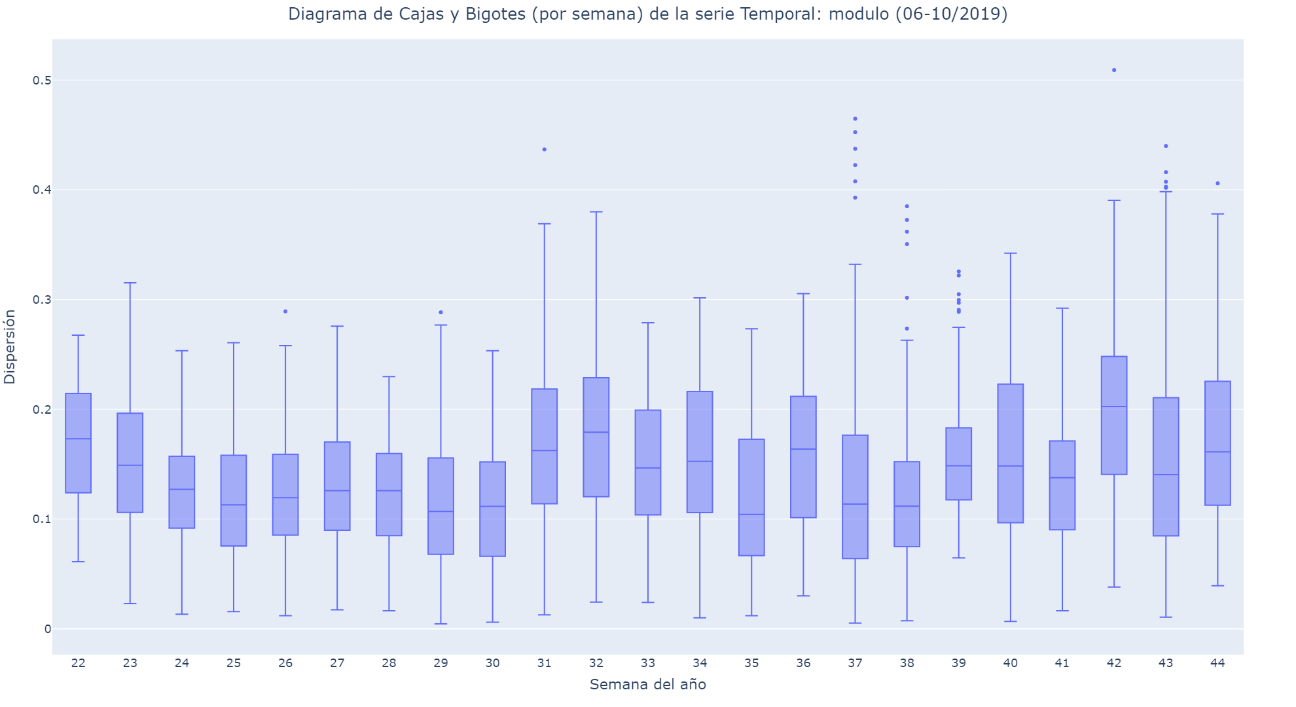 Diagrama de Cajas y Bigotes (por semana) de la serie Temporal: modulo (06-10/2019)
Dispersión
0.5
0.4
0.3
0.2
0.1
0
22 23 24 25 26 27 28 29 30 31 32 33 34 35 36 37 38 39 40 41 42 43 44
Semana del año